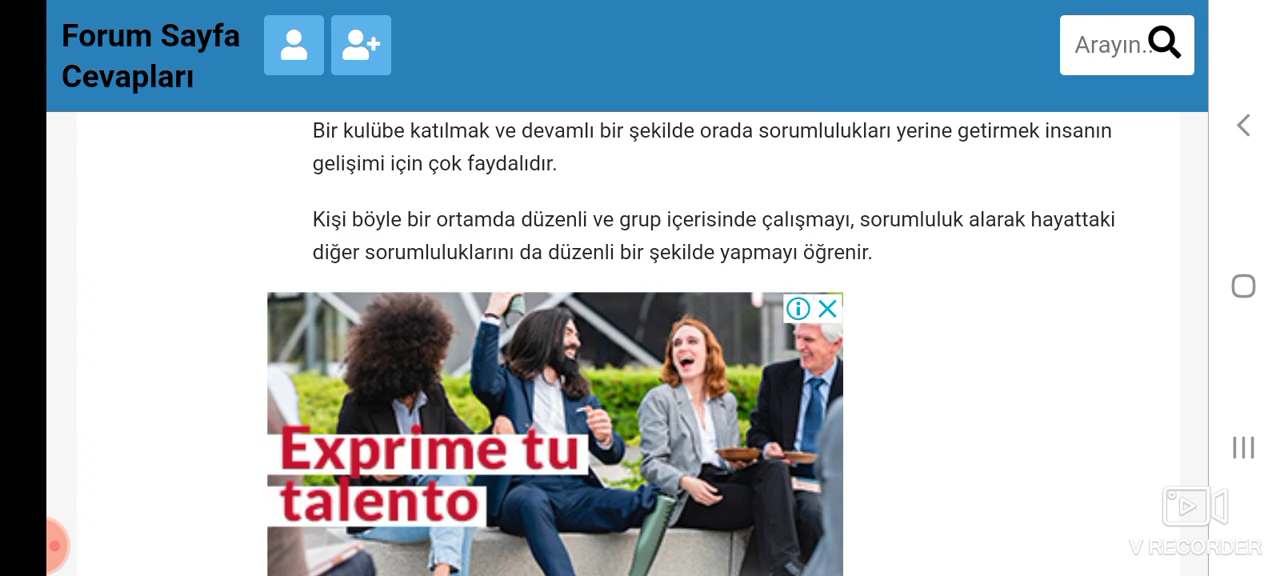 Forum Sayfa
Cevapları
Arayın..
Bir kulübe katılmak ve devamlı bir şekilde orada sorumlulukları yerine getirmek insanın
gelişimi için çok faydalıdır.
Kişi böyle bir ortamda düzenli ve grup içerisinde çalışmayı, sorumluluk alarak hayattaki
diğer sorumluluklarını da düzenli bir şekilde yapmayı öğrenir.
Exprime tu
talento
V RECORDER